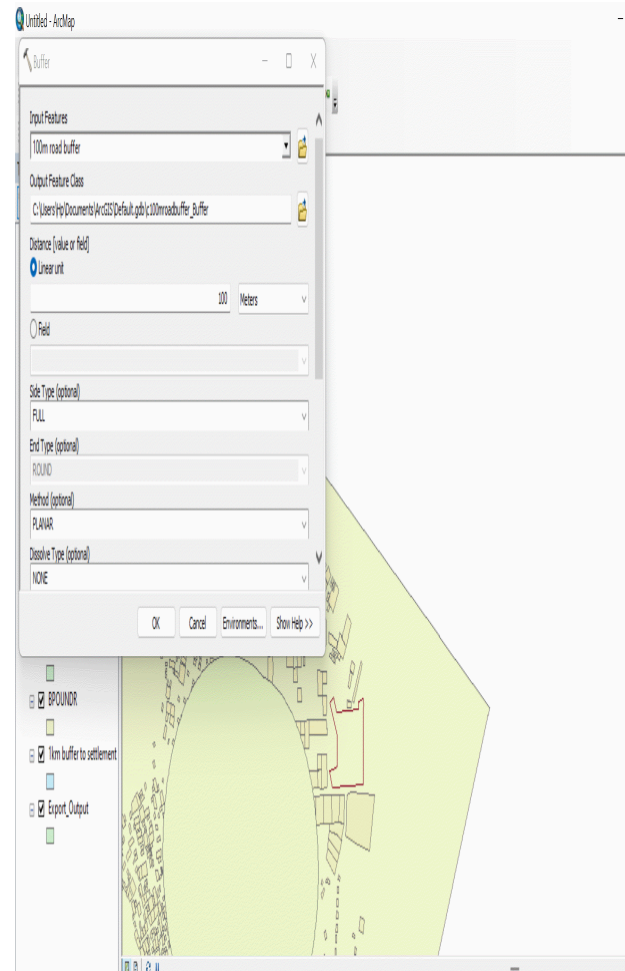 Untitled - ArcMap
Buffer
Input Features
100m road buffer
Output Feature Class
C:\Users\Hp\Documents\ArcGIS\Default.gdb\c100mroadbuffer_Buffer
Distance [value or field]
Linear unit
100 Meters
Field
Side Type (optional)
FULL
End Type (optional)
ROUND
Method (optional)
PLANAR
Dissolve Type (optional)
NONE
OK Cancel Environments... Show Help >>
BPOUNDR
1km buffer to settlement
Export_Output